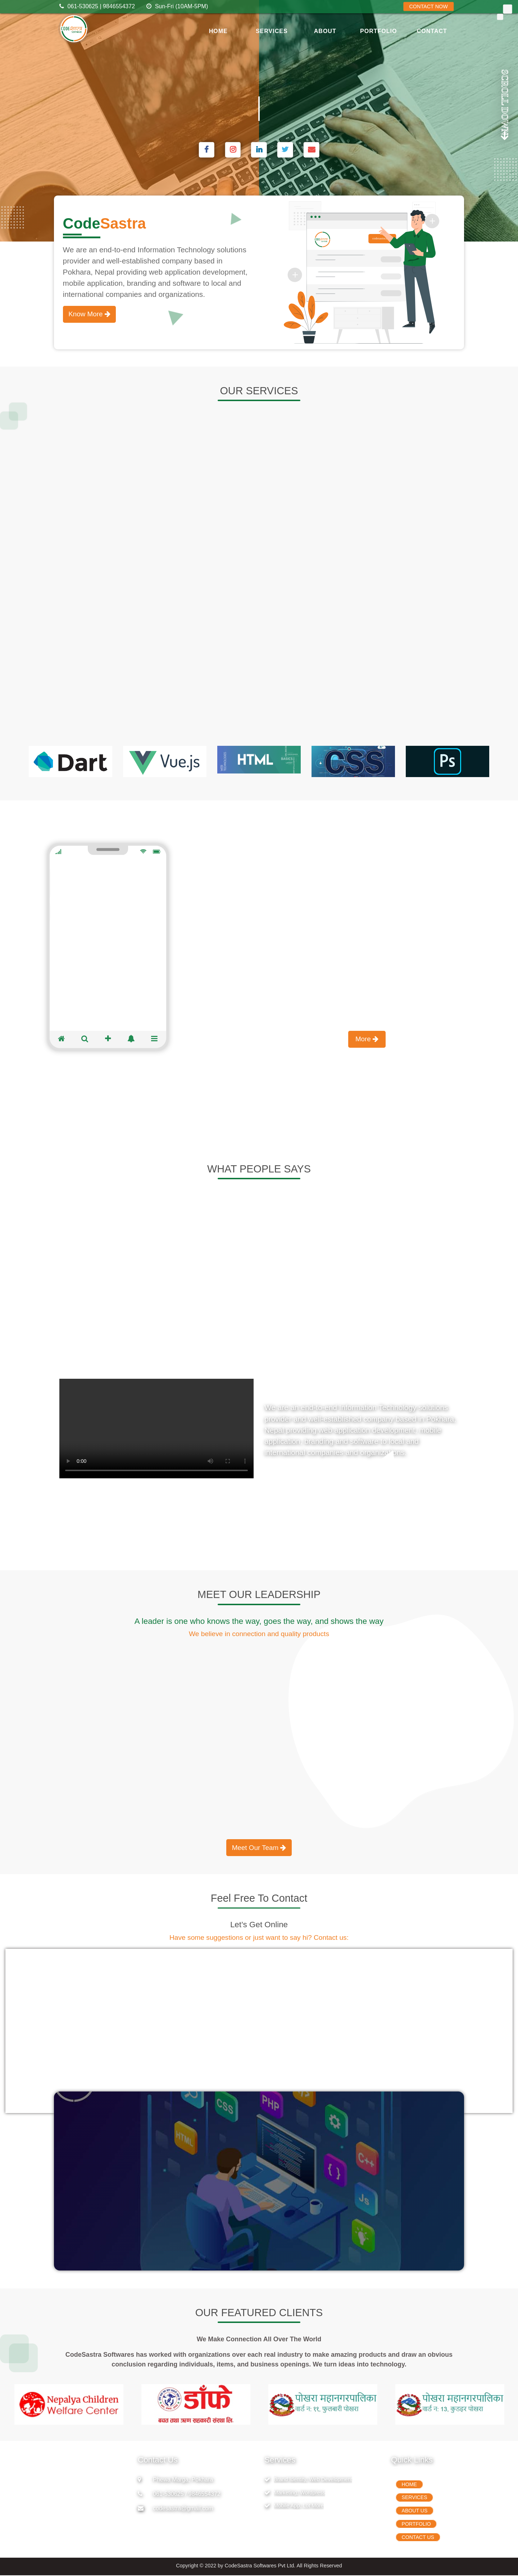 061-530625 | 9846554372 Sun-Fri (10AM-5PM) CONTACT NOW
HOME SERVICES ABOUT PORTFOLIO CONTACT
SCROLL DOWN
CodeSastra
We are an end-to-end Information Technology solutions
provider and well-established company based in
Pokhara, Nepal providing web application development,
mobile application, branding and software to local and
international companies and organizations.
Know More
OUR SERVICES
Dart Vue.js HTML CSS Ps
More
WHAT PEOPLE SAYS
0:00
We are an end-to-end Information Technology solutions
provider and well-established company based in Pokhara,
Nepal providing web application development, mobile
application, branding and software to local and
international companies and
MEET OUR LEADERSHIP
A leader is one who knows the way, goes the way, and shows the way
We believe in connection and quality products
Meet Our Team
Feel Free To Contact
Let's Get Online
Have some suggestions or just want to say hi? Contact us:
PHP
C++
Js
OUR FEATURED CLIENTS
We Make Connection All Over The World
CodeSastra Softwares has worked with organizations over each real industry to make amazing products and draw an obvious
conclusion regarding individuals, items, and business openings. We turn ideas into technology.
Nepalya Children
Welfare Center
डाँफे
बचत तथा ऋण सहकारी संस्था लि.
पोखरा महानगरपालिका
वार्ड नं. ११, फूलबारी पोखरा
पोखरा महानगरपालिका
वार्ड नं. १३, कुडहर पोखरा
Contact Us Services Quick Links
HOME
SERVICES
ABOUT US
PORTFOLIO
CONTACT US
Copyright © 2022 by CodeSastra Softwares Pvt Ltd. All Rights Reserved